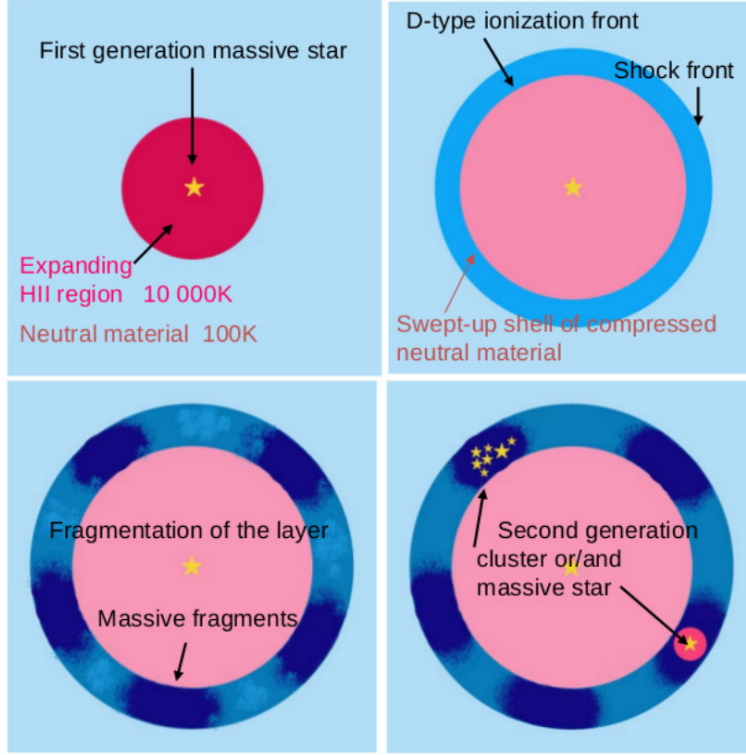 First generation massive star
Expanding
HII region 10 000K
Neutral material 100K
D-type ionization front
Shock front
Swept-up shell of compressed
neutral material
Fragmentation of the layer
Massive fragments
Second generation
cluster or/and
massive star